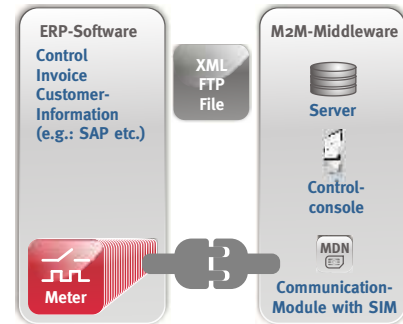 ERP-Software
Control
Invoice
Customer-
Information
(e.g.: SAP etc.)
Meter
XML
FTP
File
M2M-Middleware
Server
Control-
console
MDN
Communication-
Module with SIM